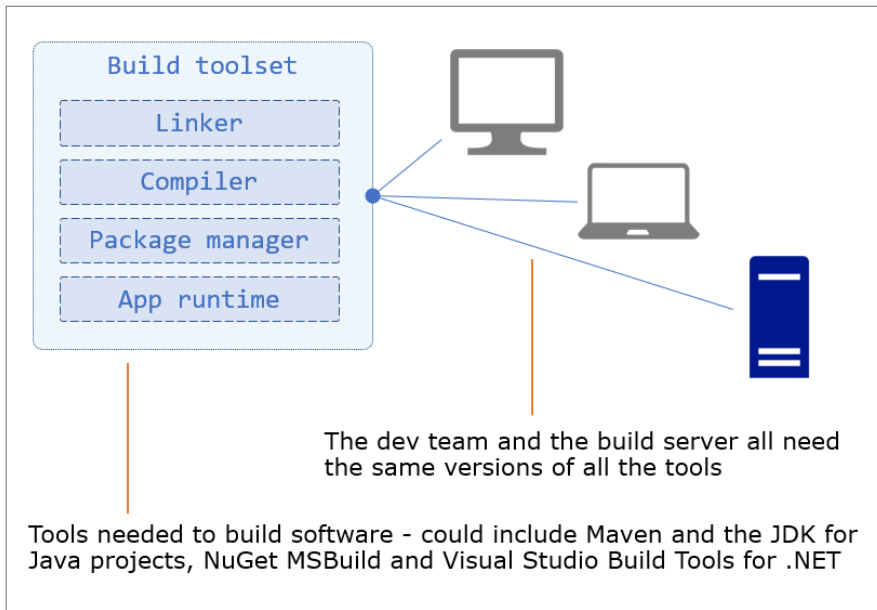 Build toolset
Linker
Compiler
Package manager
App runtime
The dev team and the build server all need
the same versions of all the tools
Tools needed to build software - could include Maven and the JDK for
Java projects, NuGet MSBuild and Visual Studio Build Tools for .NET